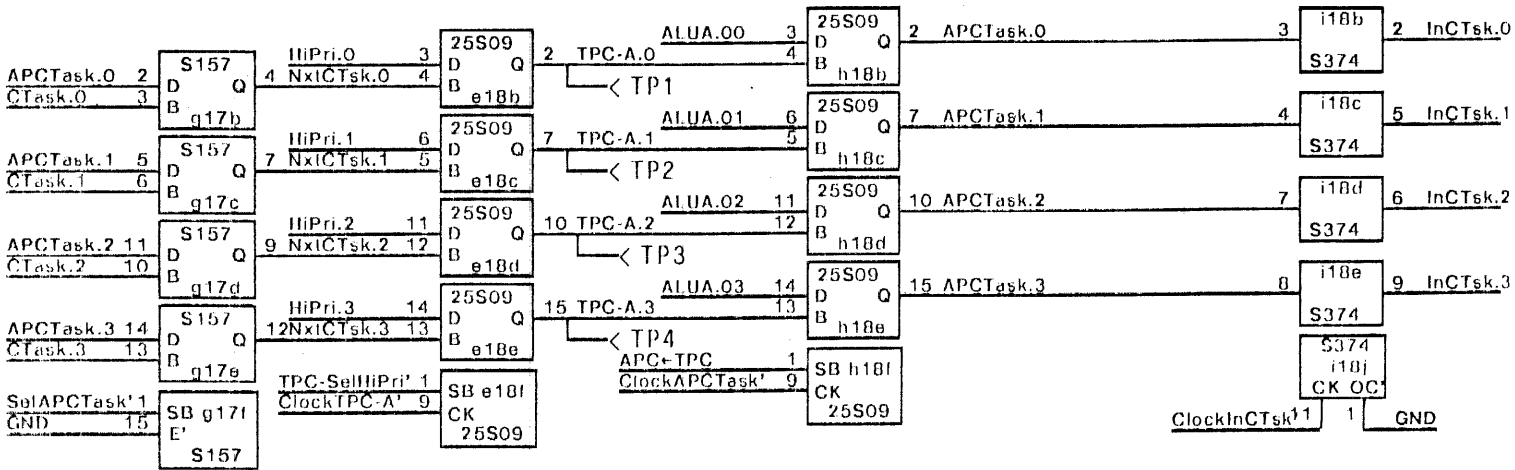 APCTask.0 2 S157 4 HiPri.0 3 25S09 2 TPC-A.0 ALUA.00 3 25S09 2 APCTask.0 3 i18b 2 InCTsk.0
CTask.0 3 D Q NxtCTsk.0 4 D Q < TP1 4 D Q S374
B g17b B e18b B h18b
APCTask.1 5 S157 7 HiPri.1 6 25S09 7 TPC-A.1 ALUA.01 6 25S09 7 APCTask.1 4 i18c 5 InCTsk.1
CTask.1 6 D Q NxtCTsk.1 5 D Q < TP2 5 D Q S374
B g17c B e18c B h18c
APCTask.2 11 S157 9 HiPri.2 11 25S09 10 TPC-A.2 ALUA.02 11 25S09 10 APCTask.2 7 i18d 6 InCTsk.2
CTask.2 10 D Q NxtCTsk.2 12 D Q < TP3 12 D Q S374
B g17d B e18d B h18d
APCTask.3 14 S157 12 HiPri.3 14 25S09 15 TPC-A.3 ALUA.03 14 25S09 15 APCTask.3 8 i18e 9 InCTsk.3
CTask.3 13 D Q NxtCTsk.3 13 D Q < TP4 13 D Q S374
B g17e B e18e B h18e
SelAPCTask' 1 SB g17f TPC-SelHiPri' 1 SB e18f APC←TPC 1 SB h18f S374
GND 15 E' ClockTPC-A' 9 CK ClockAPCTask' 9 CK i18j
S157 25S09 25S09 CK OC'
ClockInCTsk' 11 1 GND